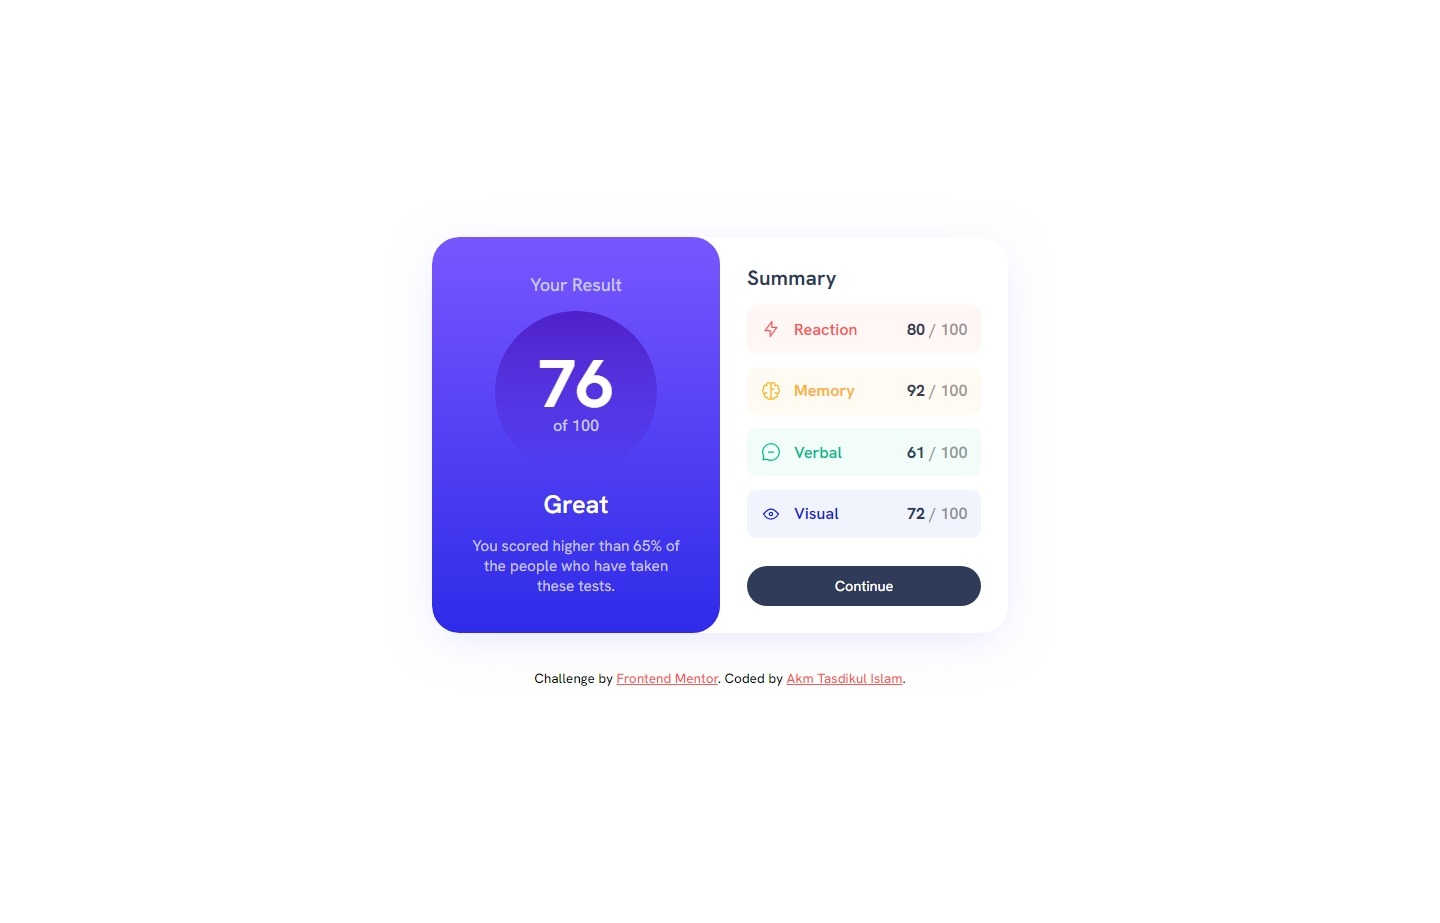 Your Result
76
of 100
Great
You scored higher than 65% of
the people who have taken
these tests.
Summary
Reaction 80 / 100
Memory 92 / 100
Verbal 61 / 100
Visual 72 / 100
Continue
Challenge by Frontend Mentor. Coded by Akm Tasdikul Islam.